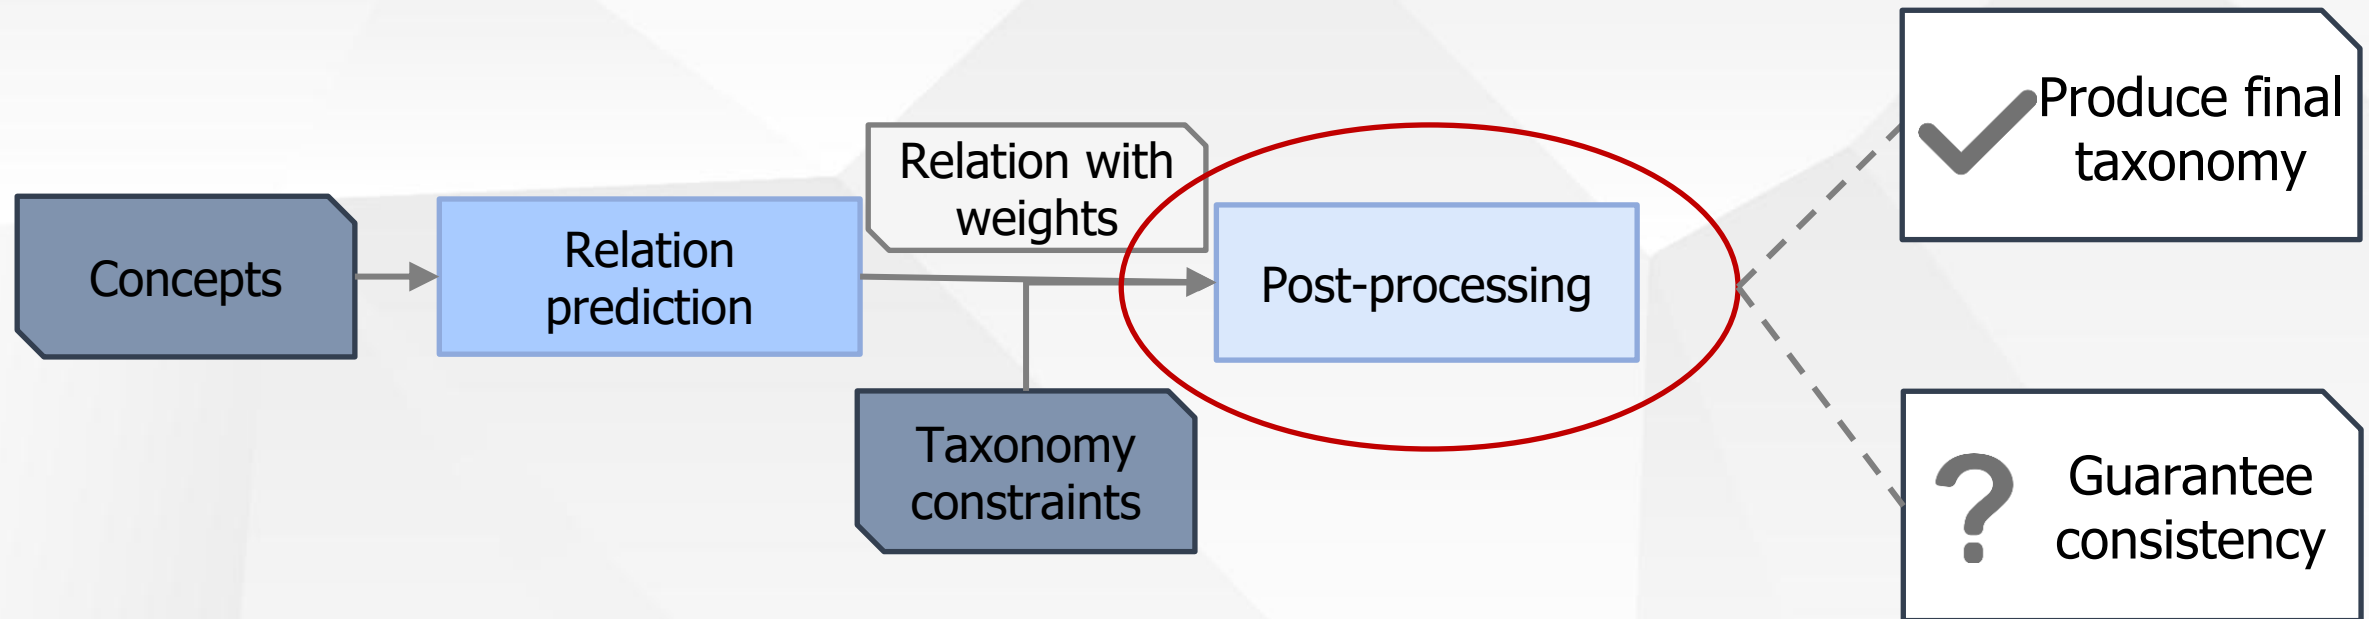 Concepts
Relation
prediction
Relation with
weights
Taxonomy
constraints
Post-processing
Produce final
taxonomy
?
Guarantee
consistency